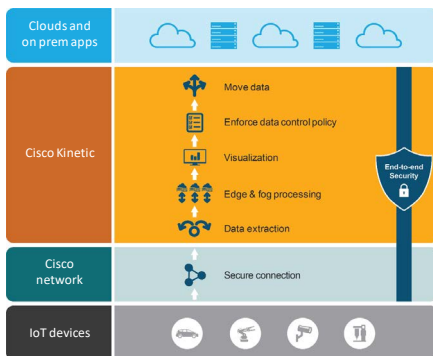 Clouds and
on prem apps
Move data
Enforce data control policy
Cisco Kinetic
Visualization
End-to-end
Security
Edge & fog processing
Data extraction
Cisco
network
Secure connection
IoT devices